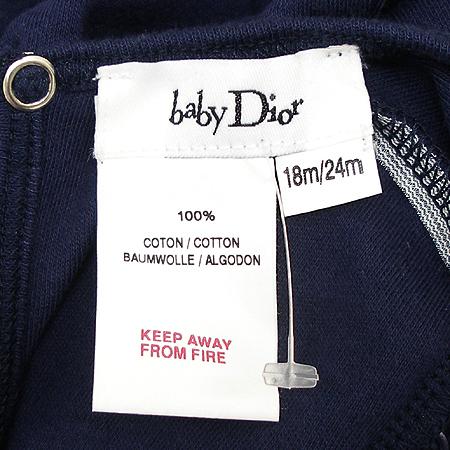 baby Dior
18m/24m
100%
COTON / COTTON
BAUMWOLLE / ALGODON
KEEP AWAY
FROM FIRE